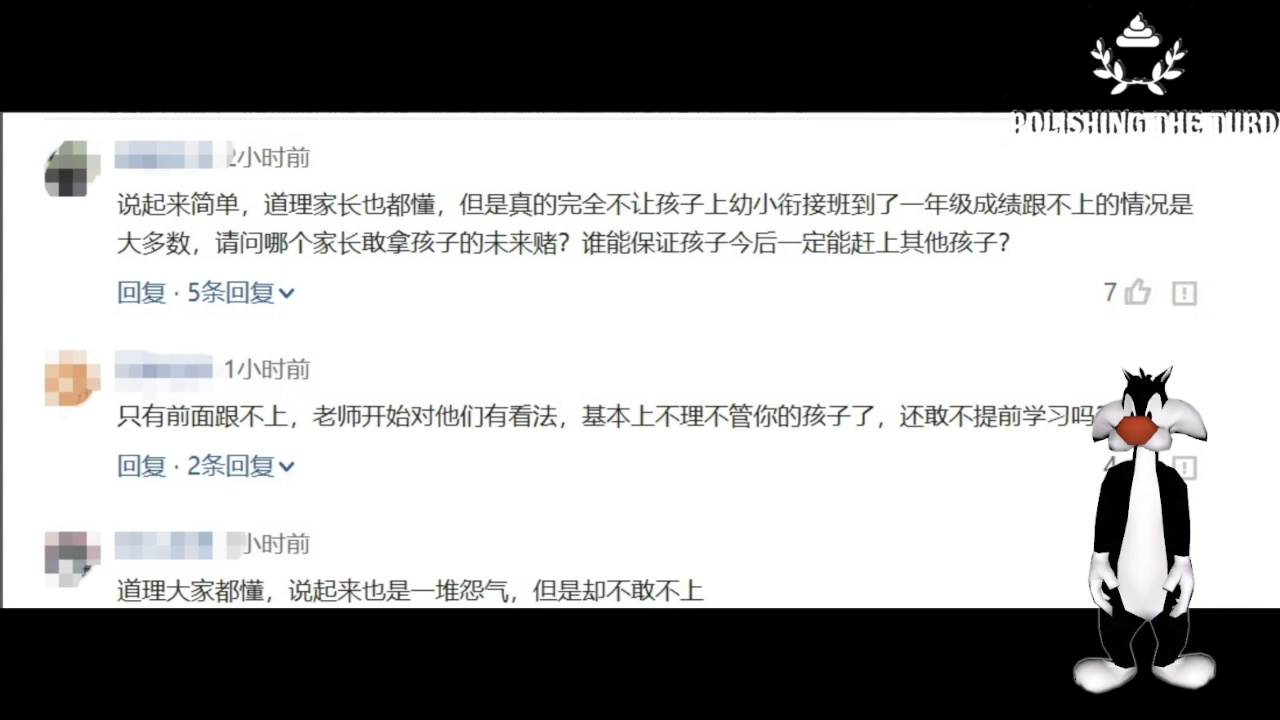 POLISHING THE TURD
2小时前
说起来简单，道理家长也都懂，但是真的完全不让孩子上幼小衔接班到了一年级成绩跟不上的情况是
大多数，请问哪个家长敢拿孩子的未来赌？谁能保证孩子今后一定能赶上其他孩子？
回复 · 5条回复
7
1小时前
只有前面跟不上，老师开始对他们有看法，基本上不理不管你的孩子了，还敢不提前学习吗
回复 · 2条回复
4
小时前
道理大家都懂，说起来也是一堆怨气，但是却不敢不上